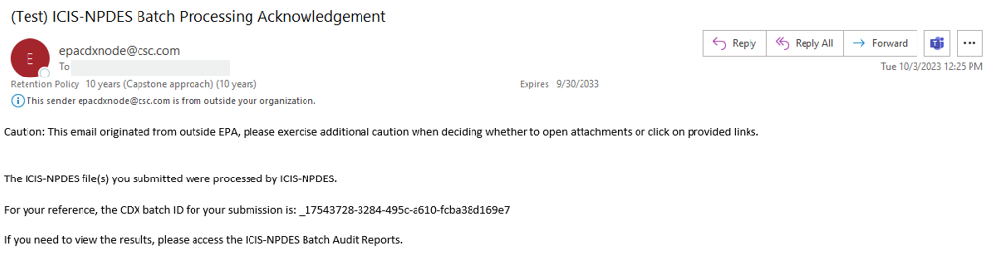 (Test) ICIS-NPDES Batch Processing Acknowledgement
E
epacdxnode@csc.com
To
Reply
Reply All
Forward
Tue 10/3/2023 12:25 PM
Retention Policy 10 years (Capstone approach) (10 years)
Expires 9/30/2033
This sender epacdxnode@csc.com is from outside your organization.
Caution: This email originated from outside EPA, please exercise additional caution when deciding whether to open attachments or click on provided links.
The ICIS-NPDES file(s) you submitted were processed by ICIS-NPDES.
For your reference, the CDX batch ID for your submission is: _17543728-3284-495c-a610-fcba38d169e7
If you need to view the results, please access the ICIS-NPDES Batch Audit Reports.